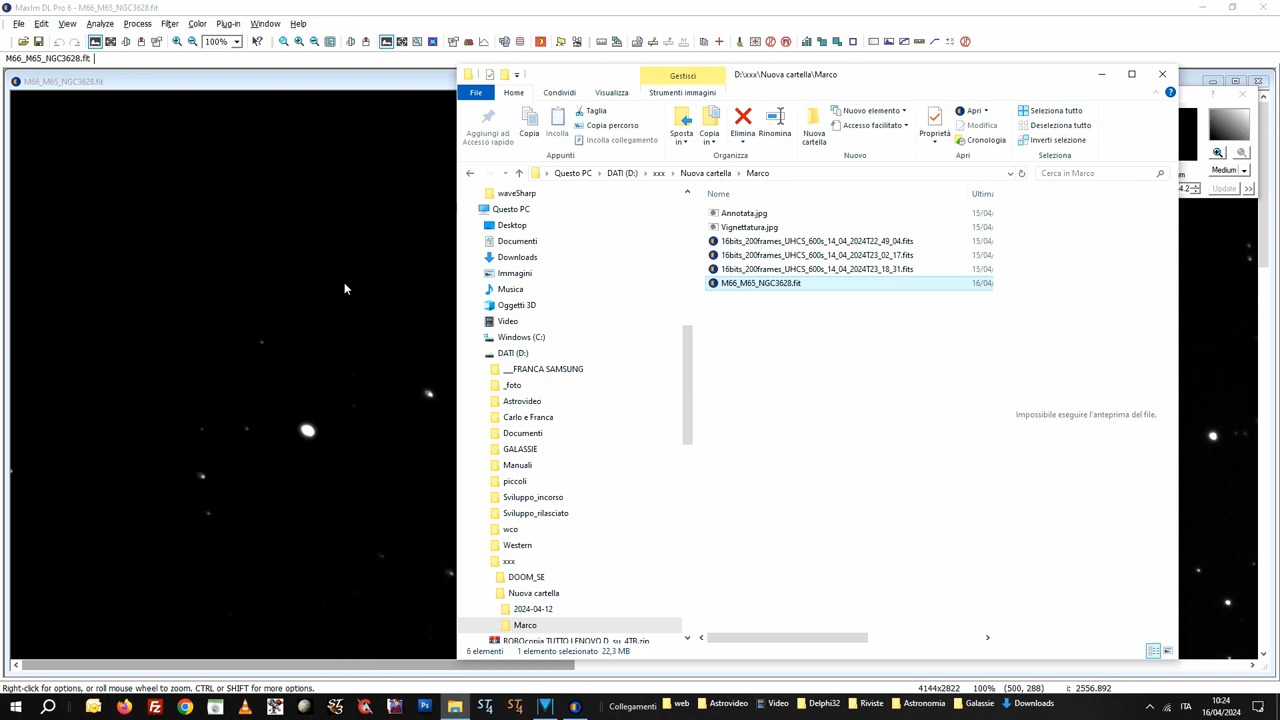 MaxIm DL Pro 6 - M66_M65_NGC3628.fit
File Edit View Analyze Process Filter Color Plug-in Window Help
100%
M66_M65_NGC3628.fit
M66_M65_NGC3628.fit
Gestisci
D:\xxx\Nuova cartella\Marco
File Home Condividi Visualizza Strumenti immagini
Aggiungi ad Accesso rapido
Copia
Incolla
Taglia
Copia percorso
Incolla collegamento
Sposta in
Copia in
Elimina
Rinomina
Nuova cartella
Nuovo elemento
Accesso facilitato
Proprietà
Apri
Modifica
Cronologia
Seleziona tutto
Deseleziona tutto
Inverti selezione
Appunti Organizza Nuovo Apri Seleziona
Medium
Update >>
Questo PC DATI (D:) xxx Nuova cartella Marco
Cerca in Marco
Nome Ultima
Annotata.jpg 15/04/
Vignettatura.jpg 15/04/
16bits_200frames_UHCS_600s_14_04_2024T22_49_04.fits 15/04/
16bits_200frames_UHCS_600s_14_04_2024T23_02_17.fits 15/04/
16bits_200frames_UHCS_600s_14_04_2024T23_18_31.fits 15/04/
M66_M65_NGC3628.fit 16/04/
waveSharp
Questo PC
Desktop
Documenti
Downloads
Immagini
Musica
Oggetti 3D
Video
Windows (C:)
DATI (D:)
___FRANCA SAMSUNG
_foto
Astrovideo
Carlo e Franca
Documenti
GALASSIE
Manuali
piccoli
Sviluppo_incorso
Sviluppo_rilasciato
wco
Western
xxx
DOOM_SE
Nuova cartella
2024-04-12
Marco
ROBOcopia TUTTO LENOVO D_su_4TB.zip
Impossibile eseguire l'anteprima del file.
6 elementi 1 elemento selezionato 22,3 MB
Right-click for options, or roll mouse wheel to zoom. CTRL or SHIFT for more options.
4144x2822 100% (500, 288) i: 2556.892
Collegamenti web Astrovideo Delphi32 Video Riviste Astronomia Galassie Downloads
ITA
10:24
16/04/2024